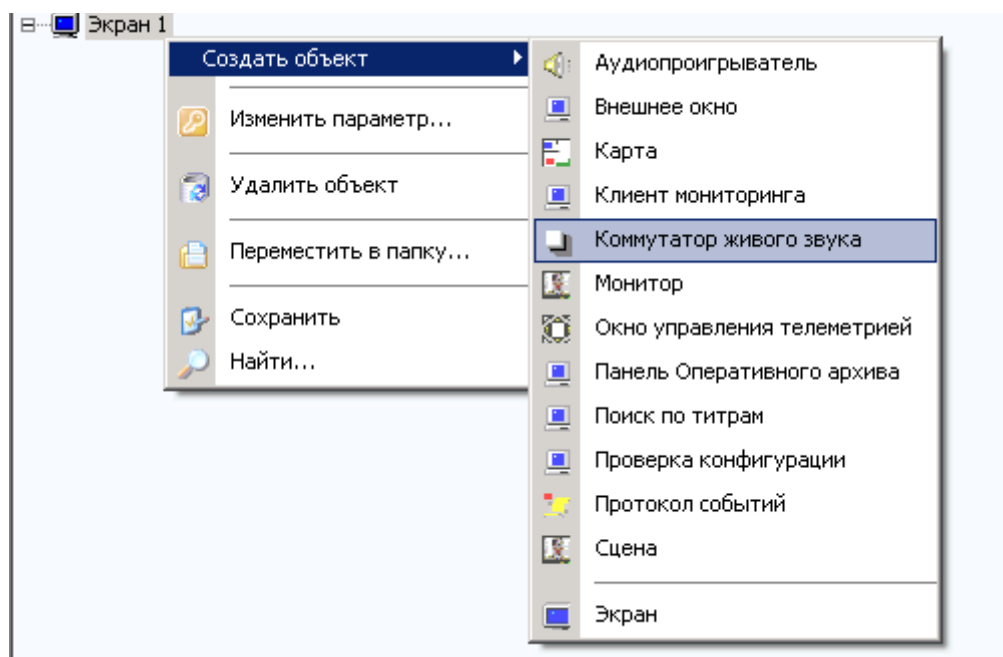 Экран 1
Создать объект
Изменить параметр...
Удалить объект
Переместить в папку...
Сохранить
Найти...
Аудиопроигрыватель
Внешнее окно
Карта
Клиент мониторинга
Коммутатор живого звука
Монитор
Окно управления телеметрией
Панель Оперативного архива
Поиск по титрам
Проверка конфигурации
Протокол событий
Сцена
Экран